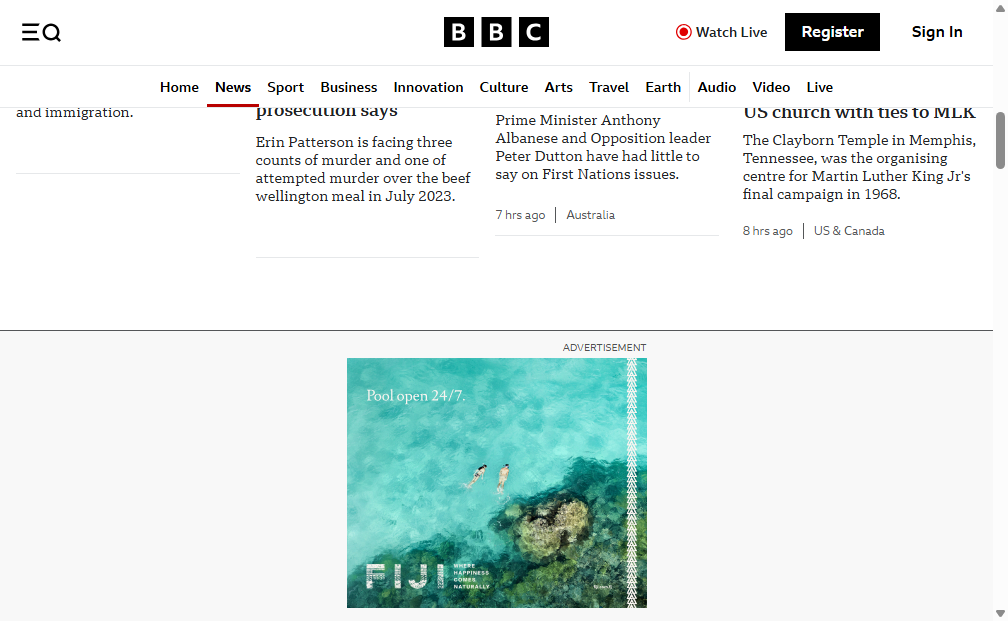 BBC
Watch Live
Register
Sign In
Home
News
Sport
Business
Innovation
Culture
Arts
Travel
Earth
Audio
Video
Live
and immigration.
prosecution says
Erin Patterson is facing three
counts of murder and one of
attempted murder over the beef
wellington meal in July 2023.
Prime Minister Anthony
Albanese and Opposition leader
Peter Dutton have had little to
say on First Nations issues.
7 hrs ago
Australia
US church with ties to MLK
The Clayborn Temple in Memphis,
Tennessee, was the organising
centre for Martin Luther King Jr's
final campaign in 1968.
8 hrs ago
US & Canada
ADVERTISEMENT
Pool open 24/7.
FIJI
WHERE
HAPPINESS
COMES
NATURALLY